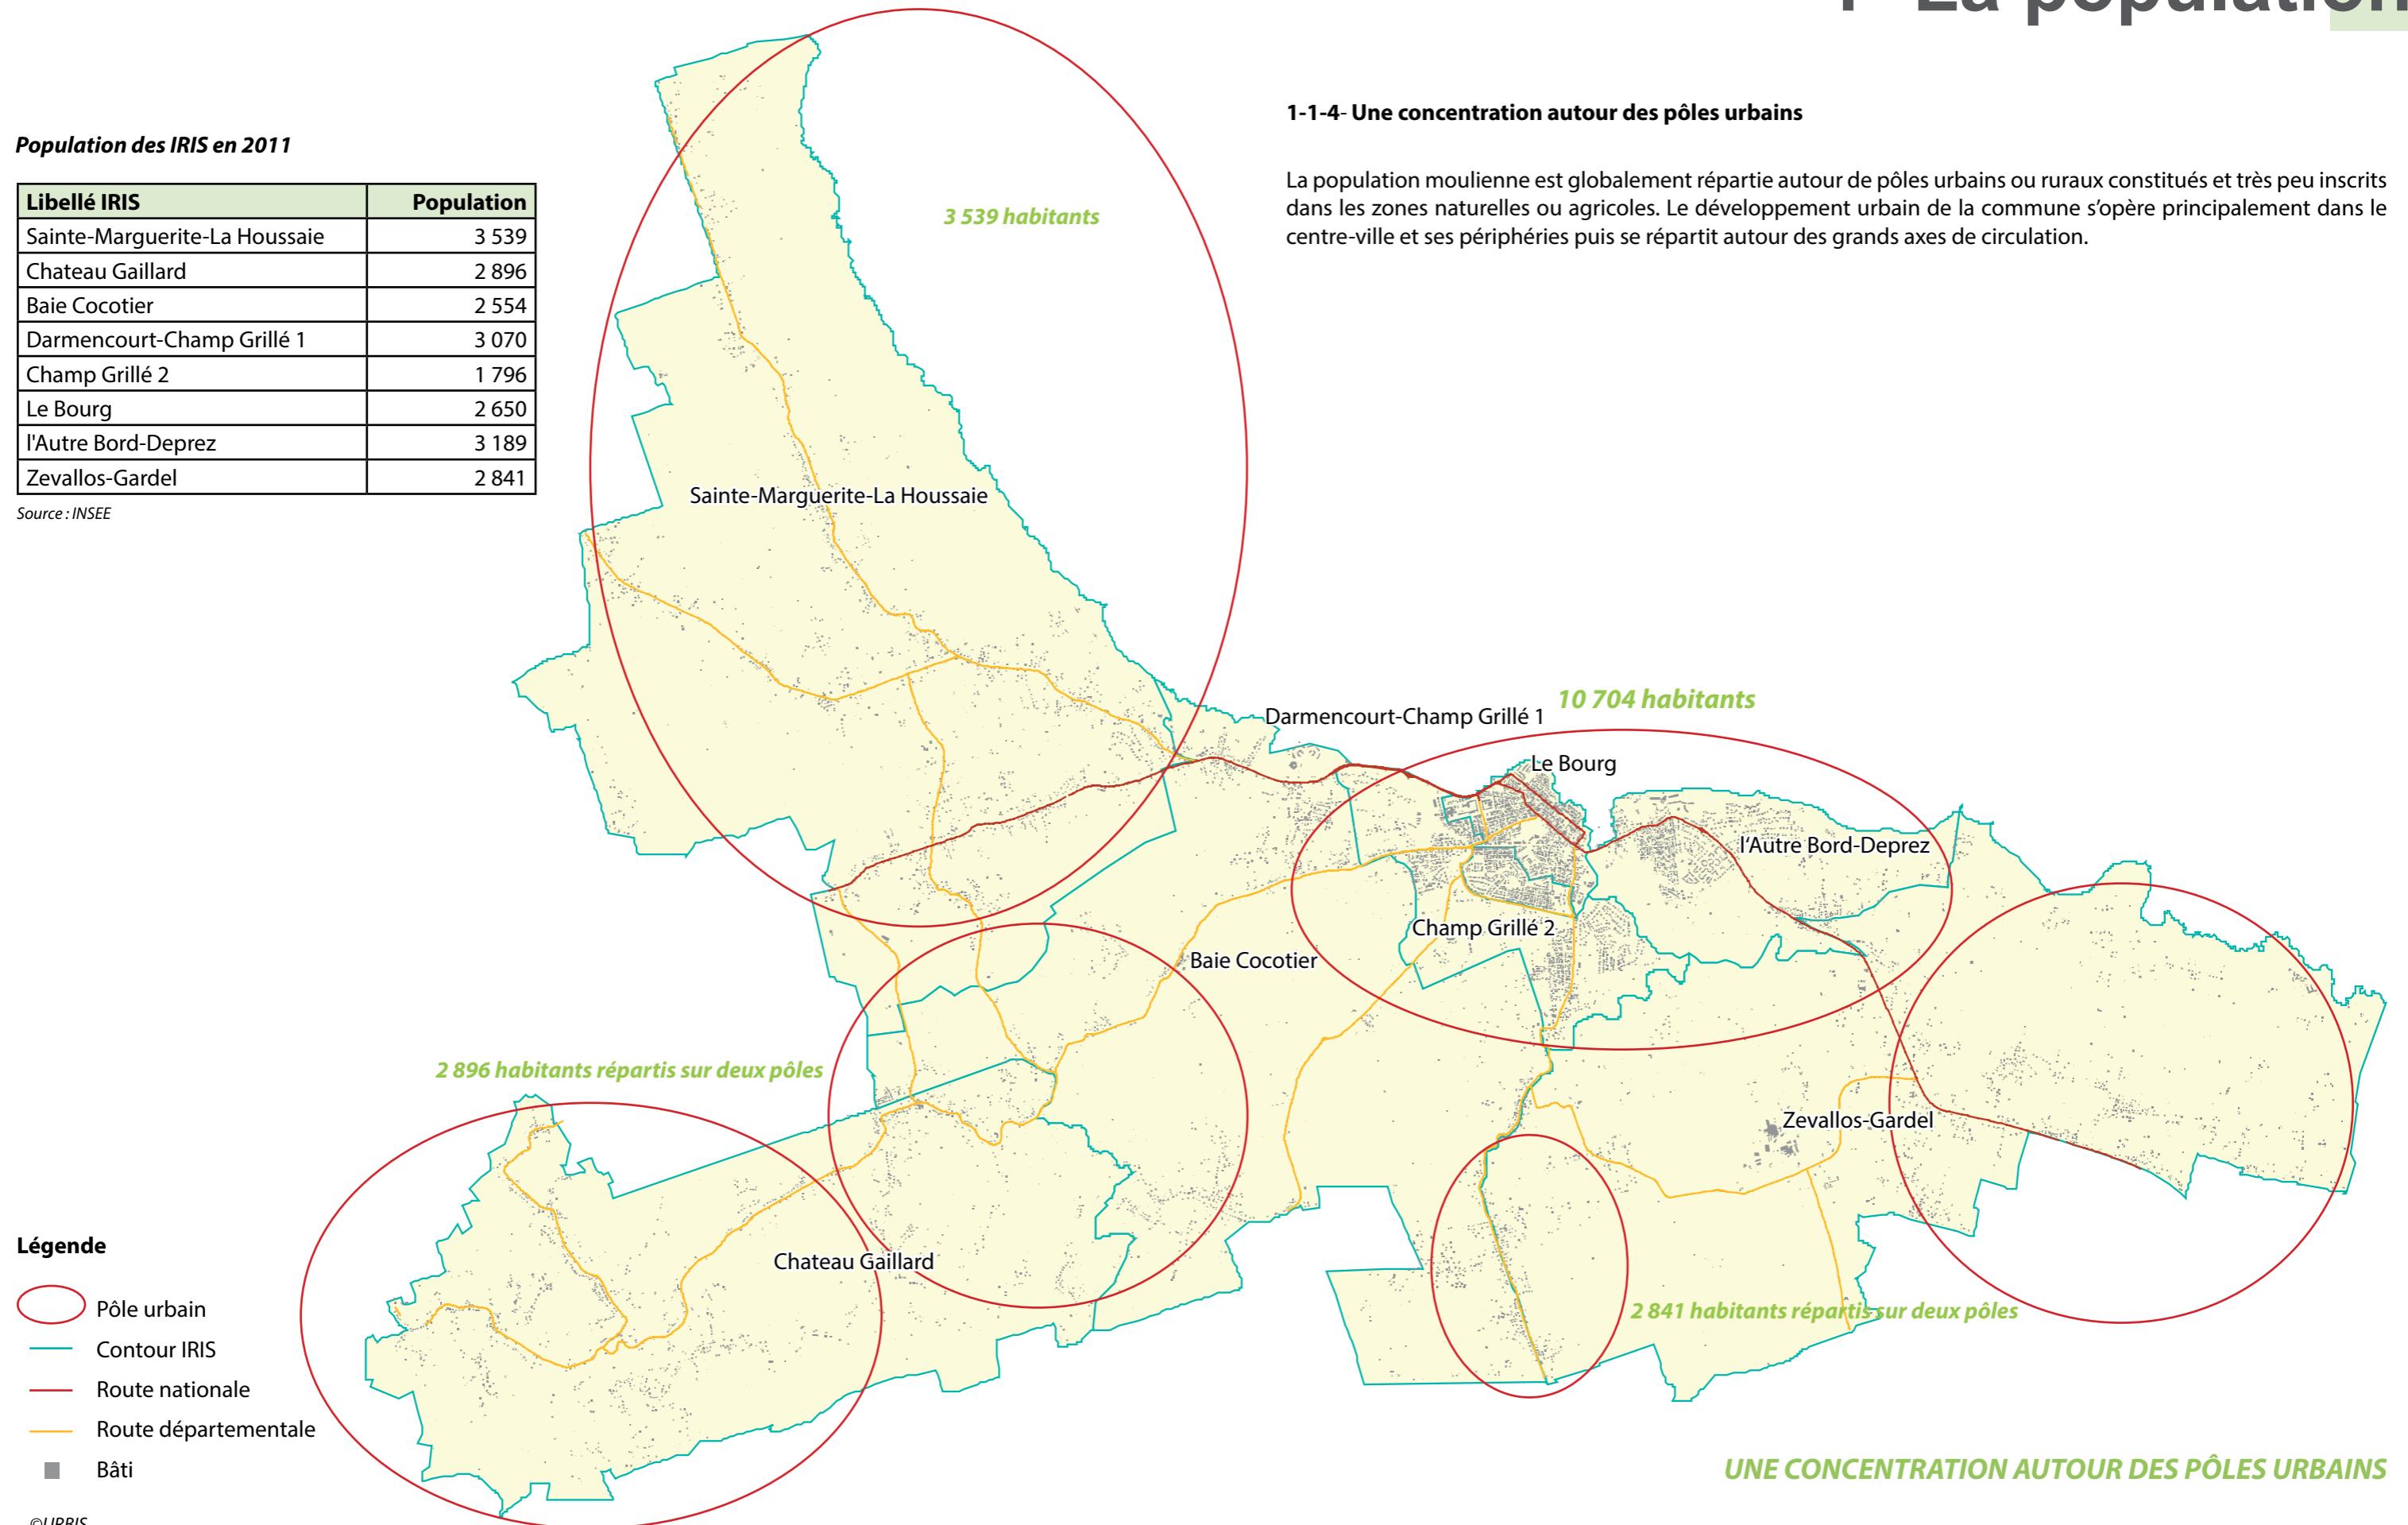 1- La population
Population des IRIS en 2011
Libellé IRIS Population
Sainte-Marguerite-La Houssaie 3 539
Chateau Gaillard 2 896
Baie Cocotier 2 554
Darmencourt-Champ Grillé 1 3 070
Champ Grillé 2 1 796
Le Bourg 2 650
l'Autre Bord-Deprez 3 189
Zevallos-Gardel 2 841
Source : INSEE
1-1-4- Une concentration autour des pôles urbains
La population moulienne est globalement répartie autour de pôles urbains ou ruraux constitués et très peu inscrits
dans les zones naturelles ou agricoles. Le développement urbain de la commune s’opère principalement dans le
centre-ville et ses périphéries puis se répartit autour des grands axes de circulation.
3 539 habitants
Sainte-Marguerite-La Houssaie
10 704 habitants
Darmencourt-Champ Grillé 1
Le Bourg
l'Autre Bord-Deprez
Champ Grillé 2
Baie Cocotier
2 896 habitants répartis sur deux pôles
Zevallos-Gardel
Chateau Gaillard
2 841 habitants répartis sur deux pôles
Légende
Pôle urbain
Contour IRIS
Route nationale
Route départementale
Bâti
UNE CONCENTRATION AUTOUR DES PÔLES URBAINS
©URBIS